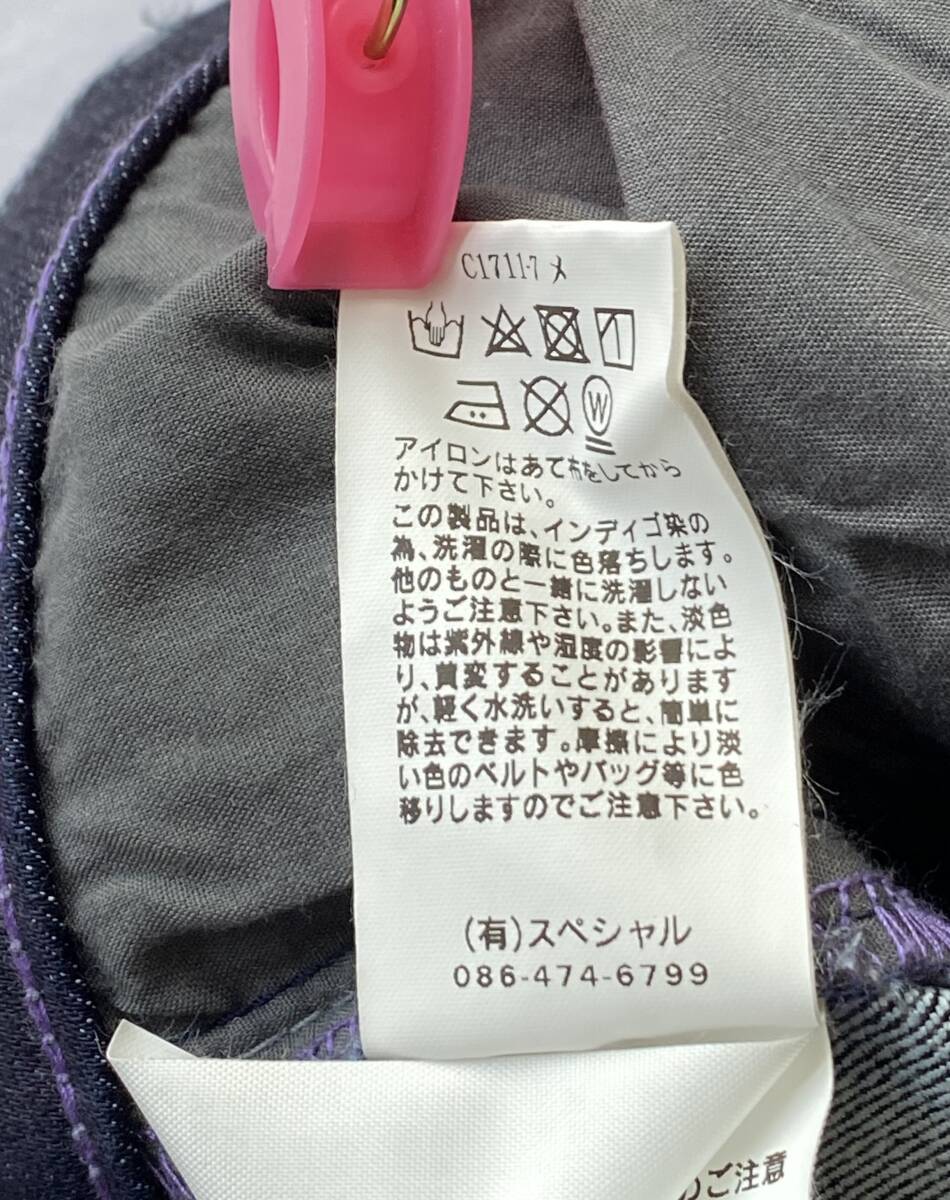 C1711-7 メ
W
アイロンはあて布をしてから
かけて下さい。
この製品は、インディゴ染の
為、洗濯の際に色落ちします。
他のものと一緒に洗濯しない
ようご注意下さい。また、淡色
物は紫外線や湿度の影響によ
り、黄変することがあります
が、軽く水洗いすると、簡単に
除去できます。摩擦により淡
い色のベルトやバッグ等に色
移りしますのでご注意下さい。
(有)スペシャル
086-474-6799
のご注意